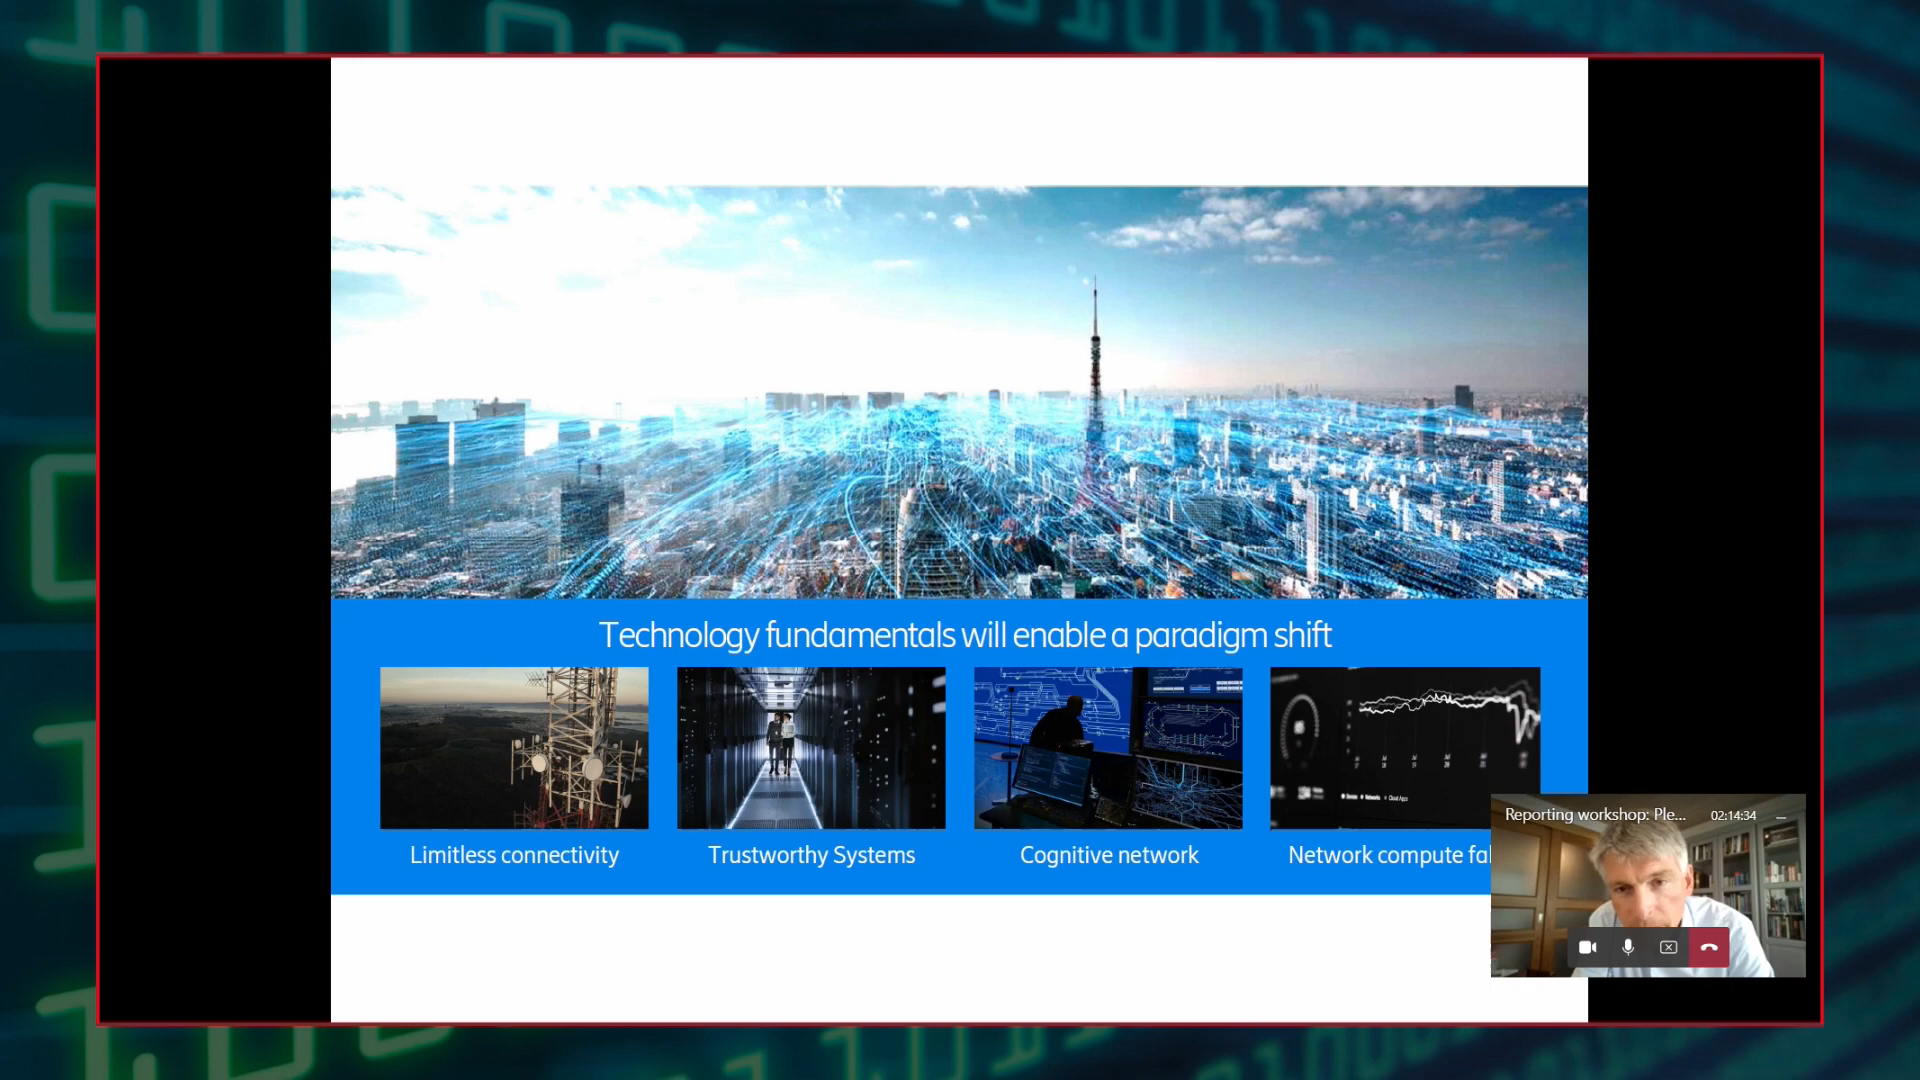 Technology fundamentals will enable a paradigm shift
Limitless connectivity
Trustworthy Systems
Cognitive network
Network compute fa
Reporting workshop: Ple...
02:14:34